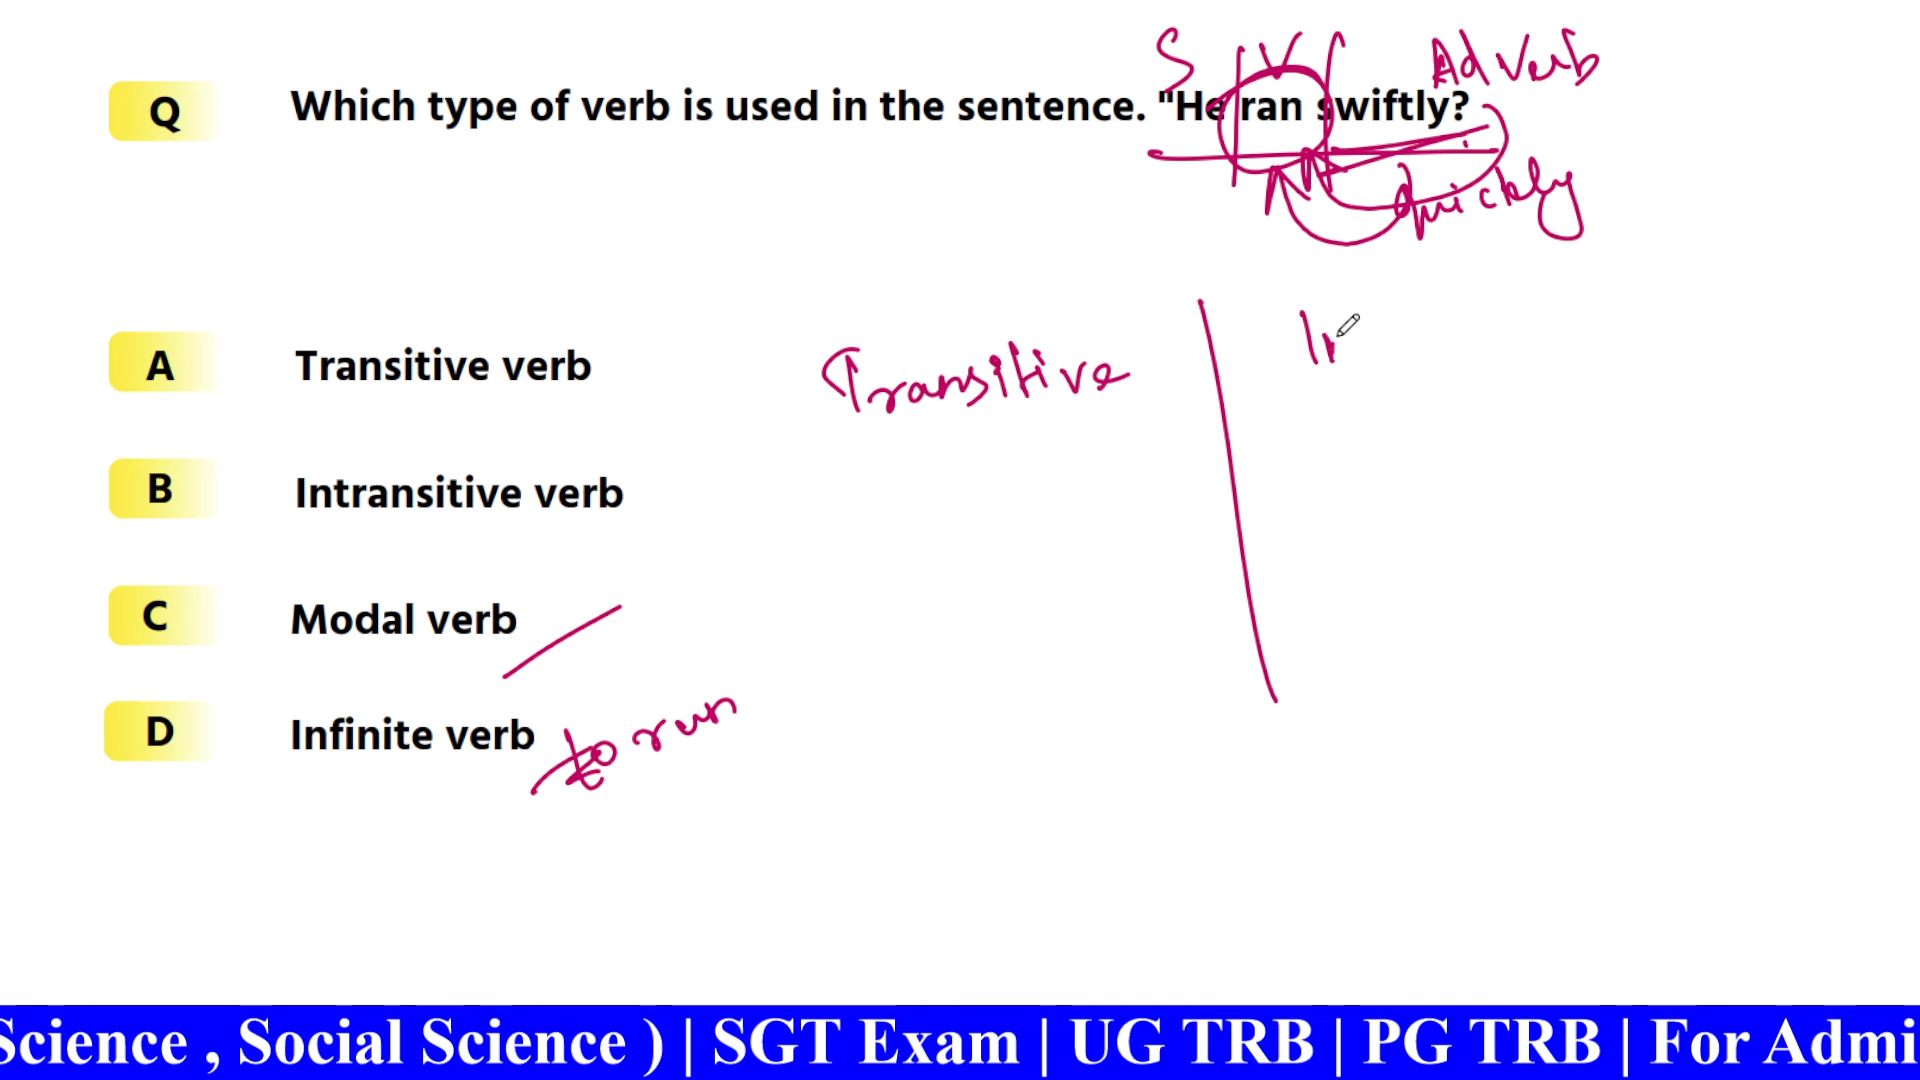 S V Adverb
Q Which type of verb is used in the sentence. "He ran swiftly?
quickly
A Transitive verb Transitive In
B Intransitive verb
C Modal verb
D Infinite verb to run
Science , Social Science ) | SGT Exam | UG TRB | PG TRB | For Admi